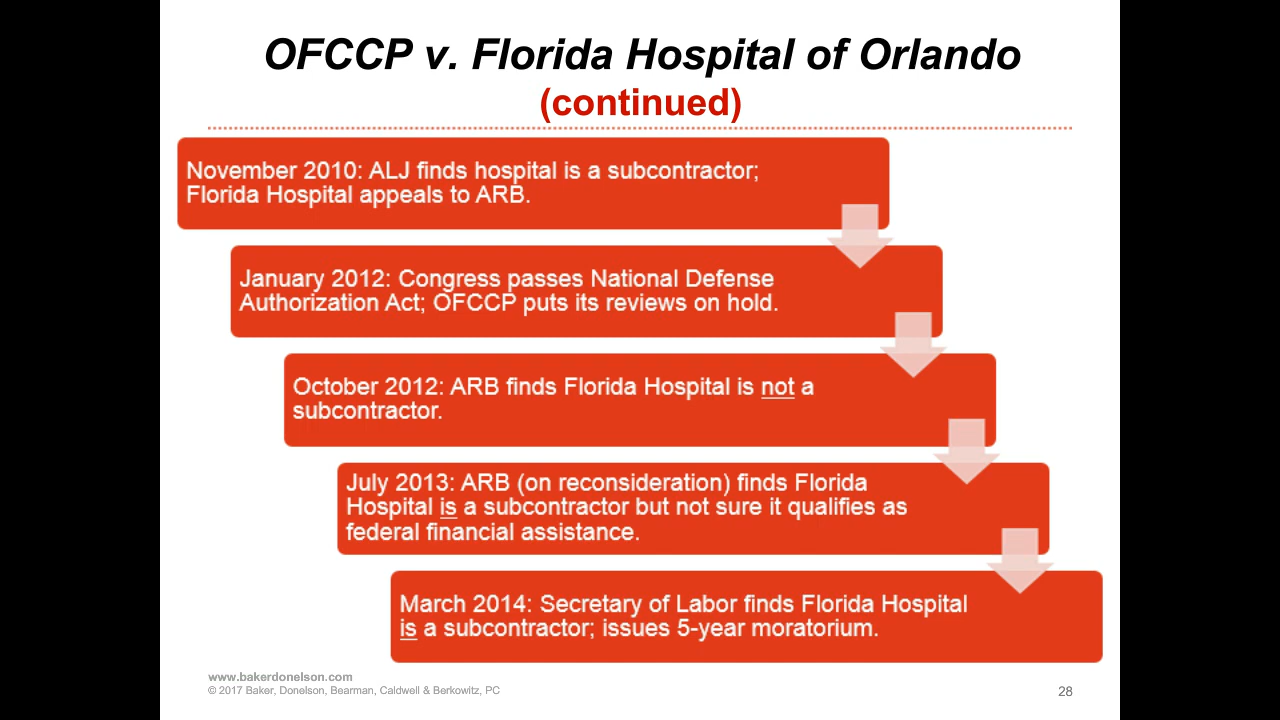 OFCCP v. Florida Hospital of Orlando
(continued)
November 2010: ALJ finds hospital is a subcontractor;
Florida Hospital appeals to ARB.
January 2012: Congress passes National Defense
Authorization Act; OFCCP puts its reviews on hold.
October 2012: ARB finds Florida Hospital is not a
subcontractor.
July 2013: ARB (on reconsideration) finds Florida
Hospital is a subcontractor but not sure it qualifies as
federal financial assistance.
March 2014: Secretary of Labor finds Florida Hospital
is a subcontractor; issues 5-year moratorium.
www.bakerdonelson.com
© 2017 Baker, Donelson, Bearman, Caldwell & Berkowitz, PC
28